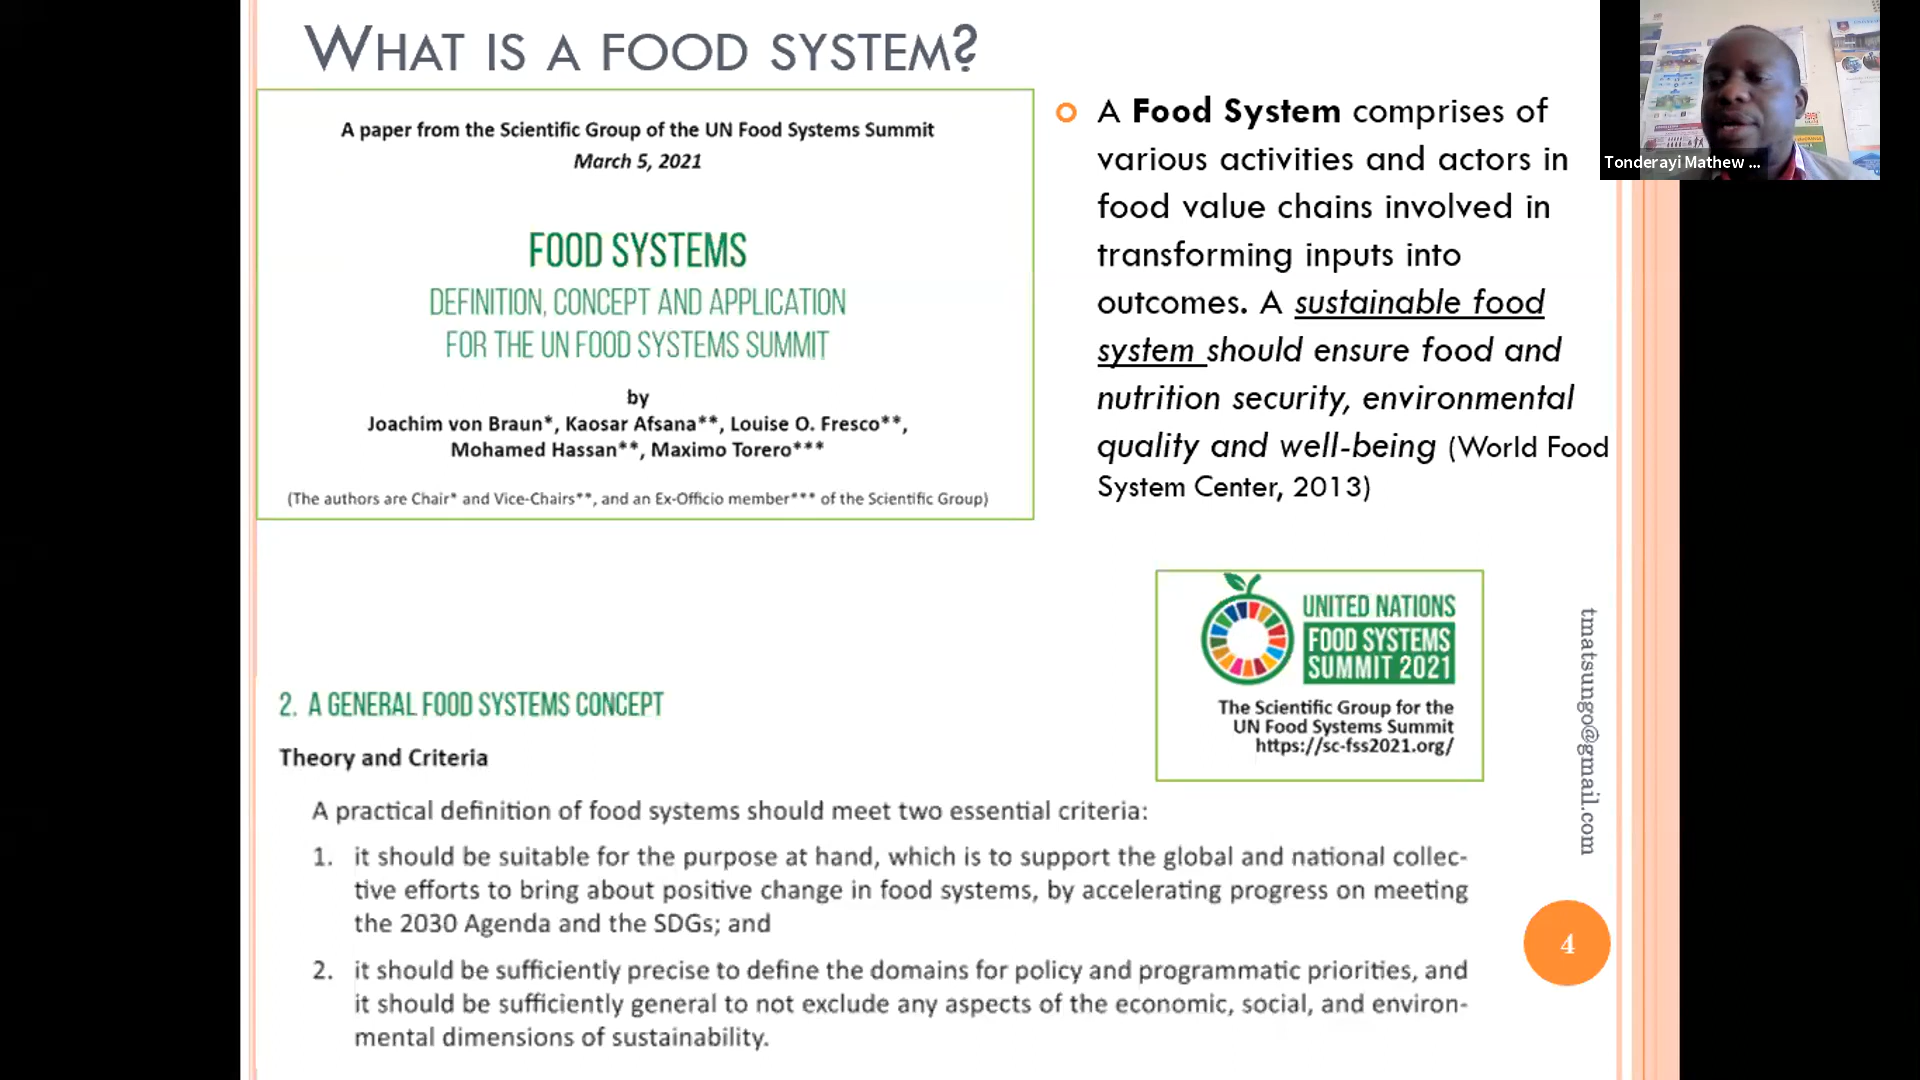 WHAT IS A FOOD SYSTEM?
A paper from the Scientific Group of the UN Food Systems Summit
March 5, 2021
FOOD SYSTEMS
DEFINITION, CONCEPT AND APPLICATION
FOR THE UN FOOD SYSTEMS SUMMIT
by
Joachim von Braun*, Kaosar Afsana**, Louise O. Fresco**,
Mohamed Hassan**, Maximo Torero***
(The authors are Chair* and Vice-Chairs**, and an Ex-Officio member*** of the Scientific Group)
A Food System comprises of
various activities and actors in
food value chains involved in
transforming inputs into
outcomes. A sustainable food
system should ensure food and
nutrition security, environmental
quality and well-being (World Food
System Center, 2013)
Tonderayi Mathew ...
UNITED NATIONS
FOOD SYSTEMS
SUMMIT 2021
The Scientific Group for the
UN Food Systems Summit
https://sc-fss2021.org/
2. A GENERAL FOOD SYSTEMS CONCEPT
Theory and Criteria
A practical definition of food systems should meet two essential criteria:
1. it should be suitable for the purpose at hand, which is to support the global and national collec-
tive efforts to bring about positive change in food systems, by accelerating progress on meeting
the 2030 Agenda and the SDGs; and
2. it should be sufficiently precise to define the domains for policy and programmatic priorities, and
it should be sufficiently general to not exclude any aspects of the economic, social, and environ-
mental dimensions of sustainability.
tmatsungo@gmail.com
4